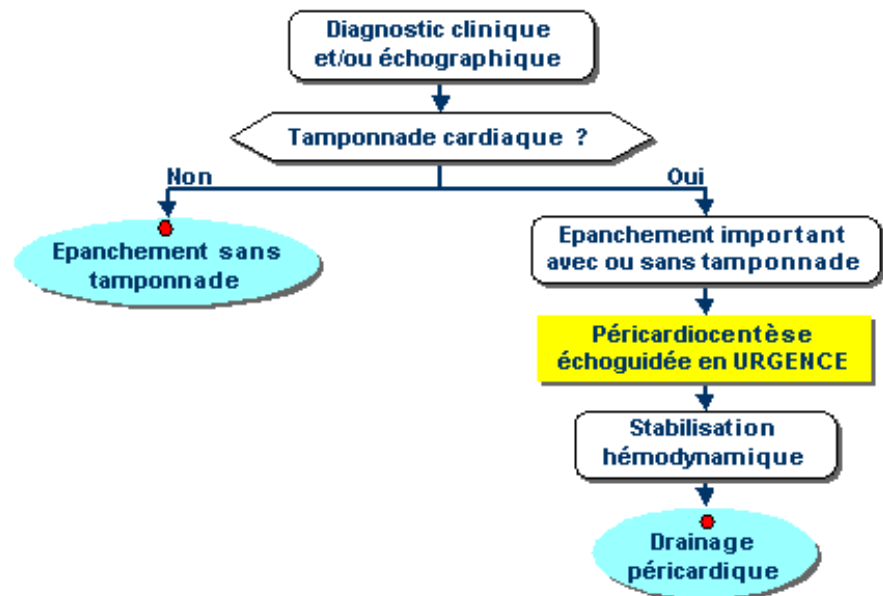 Diagnostic clinique
et/ou échographique
Tamponnade cardiaque ?
Non
Oui
Epanchement sans
tamponnade
Epanchement important
avec ou sans tamponnade
Péricardiocentèse
échoguidée en URGENCE
Stabilisation
hémodynamique
Drainage
péricardique